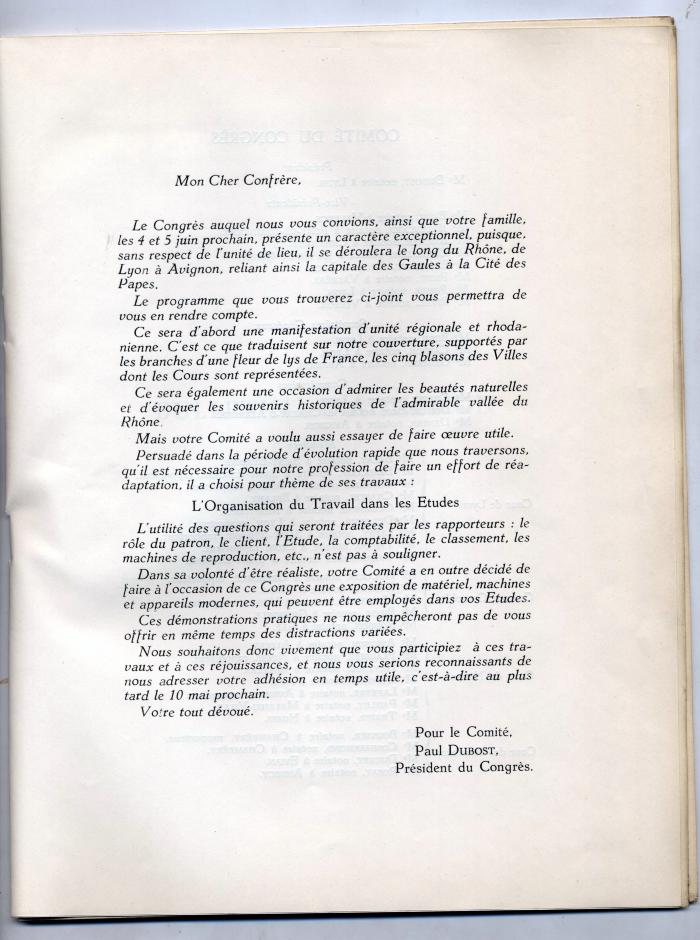 Mon Cher Confrère,
Le Congrès auquel nous vous convions, ainsi que votre famille,
les 4 et 5 juin prochain, présente un caractère exceptionnel, puisque,
sans respect de l'unité de lieu, il se déroulera le long du Rhône, de
Lyon à Avignon, reliant ainsi la capitale des Gaules à la Cité des
Papes.
Le programme que vous trouverez ci-joint vous permettra de
vous en rendre compte.
Ce sera d'abord une manifestation d'unité régionale et rhoda-
nienne. C'est ce que traduisent sur notre couverture, supportés par
les branches d'une fleur de lys de France, les cinq blasons des Villes
dont les Cours sont représentées.
Ce sera également une occasion d'admirer les beautés naturelles
et d'évoquer les souvenirs historiques de l'admirable vallée du
Rhône.
Mais votre Comité a voulu aussi essayer de faire œuvre utile.
Persuadé dans la période d'évolution rapide que nous traversons,
qu'il est nécessaire pour notre profession de faire un effort de réa-
daptation, il a choisi pour thème de ses travaux :
L'Organisation du Travail dans les Etudes
L'utilité des questions qui seront traitées par les rapporteurs : le
rôle du patron, le client, l'Etude, la comptabilité, le classement, les
machines de reproduction, etc., n'est pas à souligner.
Dans sa volonté d'être réaliste, votre Comité a en outre décidé de
faire à l'occasion de ce Congrès une exposition de matériel, machines
et appareils modernes, qui peuvent être employés dans vos Etudes.
Ces démonstrations pratiques ne nous empêcheront pas de vous
offrir en même temps des distractions variées.
Nous souhaitons donc vivement que vous participiez à ces tra-
vaux et à ces réjouissances, et nous vous serions reconnaissants de
nous adresser votre adhésion en temps utile, c'est-à-dire au plus
tard le 10 mai prochain.
Votre tout dévoué.
Pour le Comité,
Paul DUBOST,
Président du Congrès.